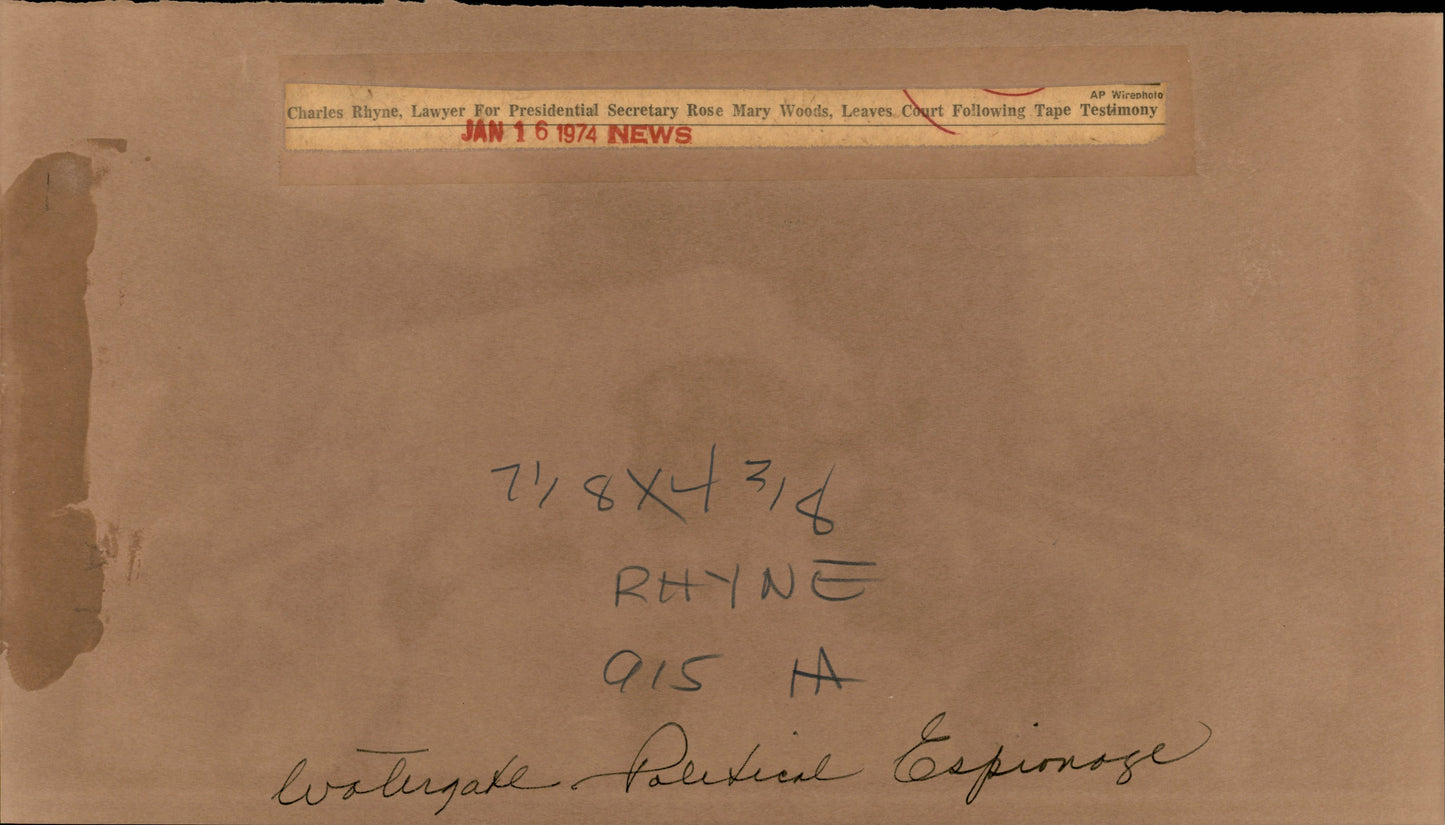 AP Wirephoto
Charles Rhyne, Lawyer For Presidential Secretary Rose Mary Woods, Leaves Court Following Tape Testimony
JAN 16 1974 NEWS
7 1/8 X 4 3/8
RHYNE
915 HA
Watergate - Political Espionage